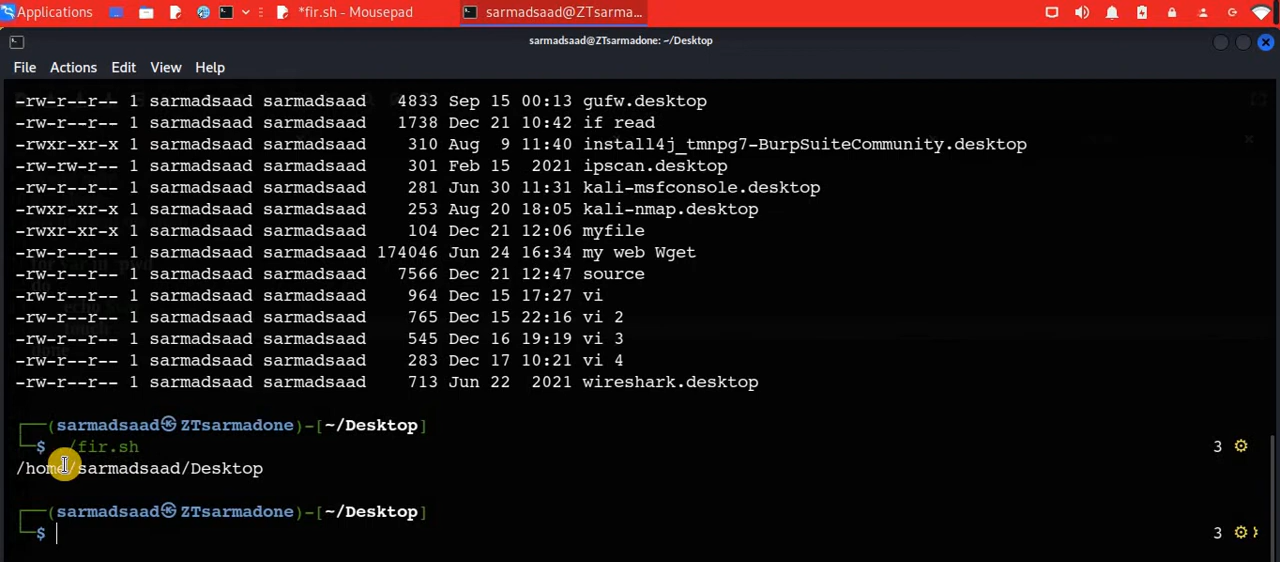 Applications *fir.sh - Mousepad sarmadsaad@ZTsarma...
sarmadsaad@ZTsarmadone: ~/Desktop
File Actions Edit View Help
-rw-r--r-- 1 sarmadsaad sarmadsaad 4833 Sep 15 00:13 gufw.desktop
-rw-r--r-- 1 sarmadsaad sarmadsaad 1738 Dec 21 10:42 if read
-rwxr-xr-x 1 sarmadsaad sarmadsaad 310 Aug 9 11:40 install4j_tmnpg7-BurpSuiteCommunity.desktop
-rw-rw-r-- 1 sarmadsaad sarmadsaad 301 Feb 15 2021 ipscan.desktop
-rw-r--r-- 1 sarmadsaad sarmadsaad 281 Jun 30 11:31 kali-msfconsole.desktop
-rwxr-xr-x 1 sarmadsaad sarmadsaad 253 Aug 20 18:05 kali-nmap.desktop
-rwxr-xr-x 1 sarmadsaad sarmadsaad 104 Dec 21 12:06 myfile
-rw-r--r-- 1 sarmadsaad sarmadsaad 174046 Jun 24 16:34 my web Wget
-rw-r--r-- 1 sarmadsaad sarmadsaad 7566 Dec 21 12:47 source
-rw-r--r-- 1 sarmadsaad sarmadsaad 964 Dec 15 17:27 vi
-rw-r--r-- 1 sarmadsaad sarmadsaad 765 Dec 15 22:16 vi 2
-rw-r--r-- 1 sarmadsaad sarmadsaad 545 Dec 16 19:19 vi 3
-rw-r--r-- 1 sarmadsaad sarmadsaad 283 Dec 17 10:21 vi 4
-rw-r--r-- 1 sarmadsaad sarmadsaad 713 Jun 22 2021 wireshark.desktop
┌──(sarmadsaad㉿ZTsarmadone)-[~/Desktop]
└─$ ./fir.sh 3
/home/sarmadsaad/Desktop
┌──(sarmadsaad㉿ZTsarmadone)-[~/Desktop]
└─$ 3